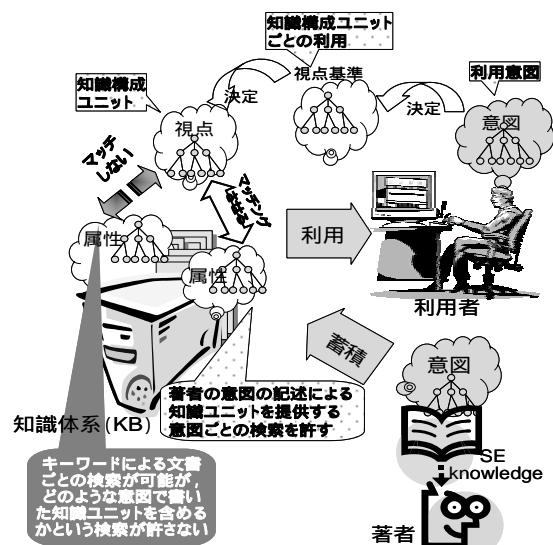 知識構成ユニット
ごとの利用
視点基準
利用意図
知識構成
ユニット
決定
決定
視点
意図
マッチ
しない
マッチング
属性
利用
属性
利用者
蓄積
意図
著者の意図の記述による
知識ユニットを提供する
意図ごとの検索を許す
知識体系(KB)
キーワードによる文書
ごとの検索が可能が,
どのような意図で書い
た知識ユニットを含める
かという検索が許さない
SE
knowledge
著者